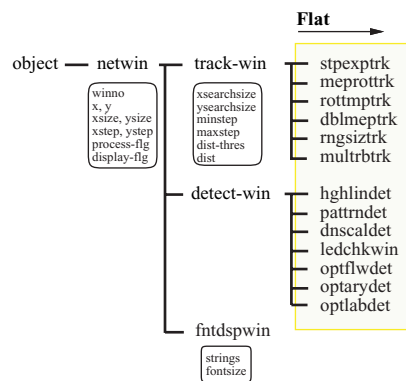 Flat
object
netwin
track-win
stpexptrk
winno
x, y
xsize, ysize
xstep, ystep
process-flg
display-flg
xsearchsize
ysearchsize
minstep
maxstep
dist-thres
dist
meprottrk
rottmptrk
dblmeptrk
rngsiztrk
multrbtrk
detect-win
hghlindet
pattrndet
dnscaldet
ledchkwin
optflwdet
optarydet
optlabdet
fntdspwin
strings
fontsize